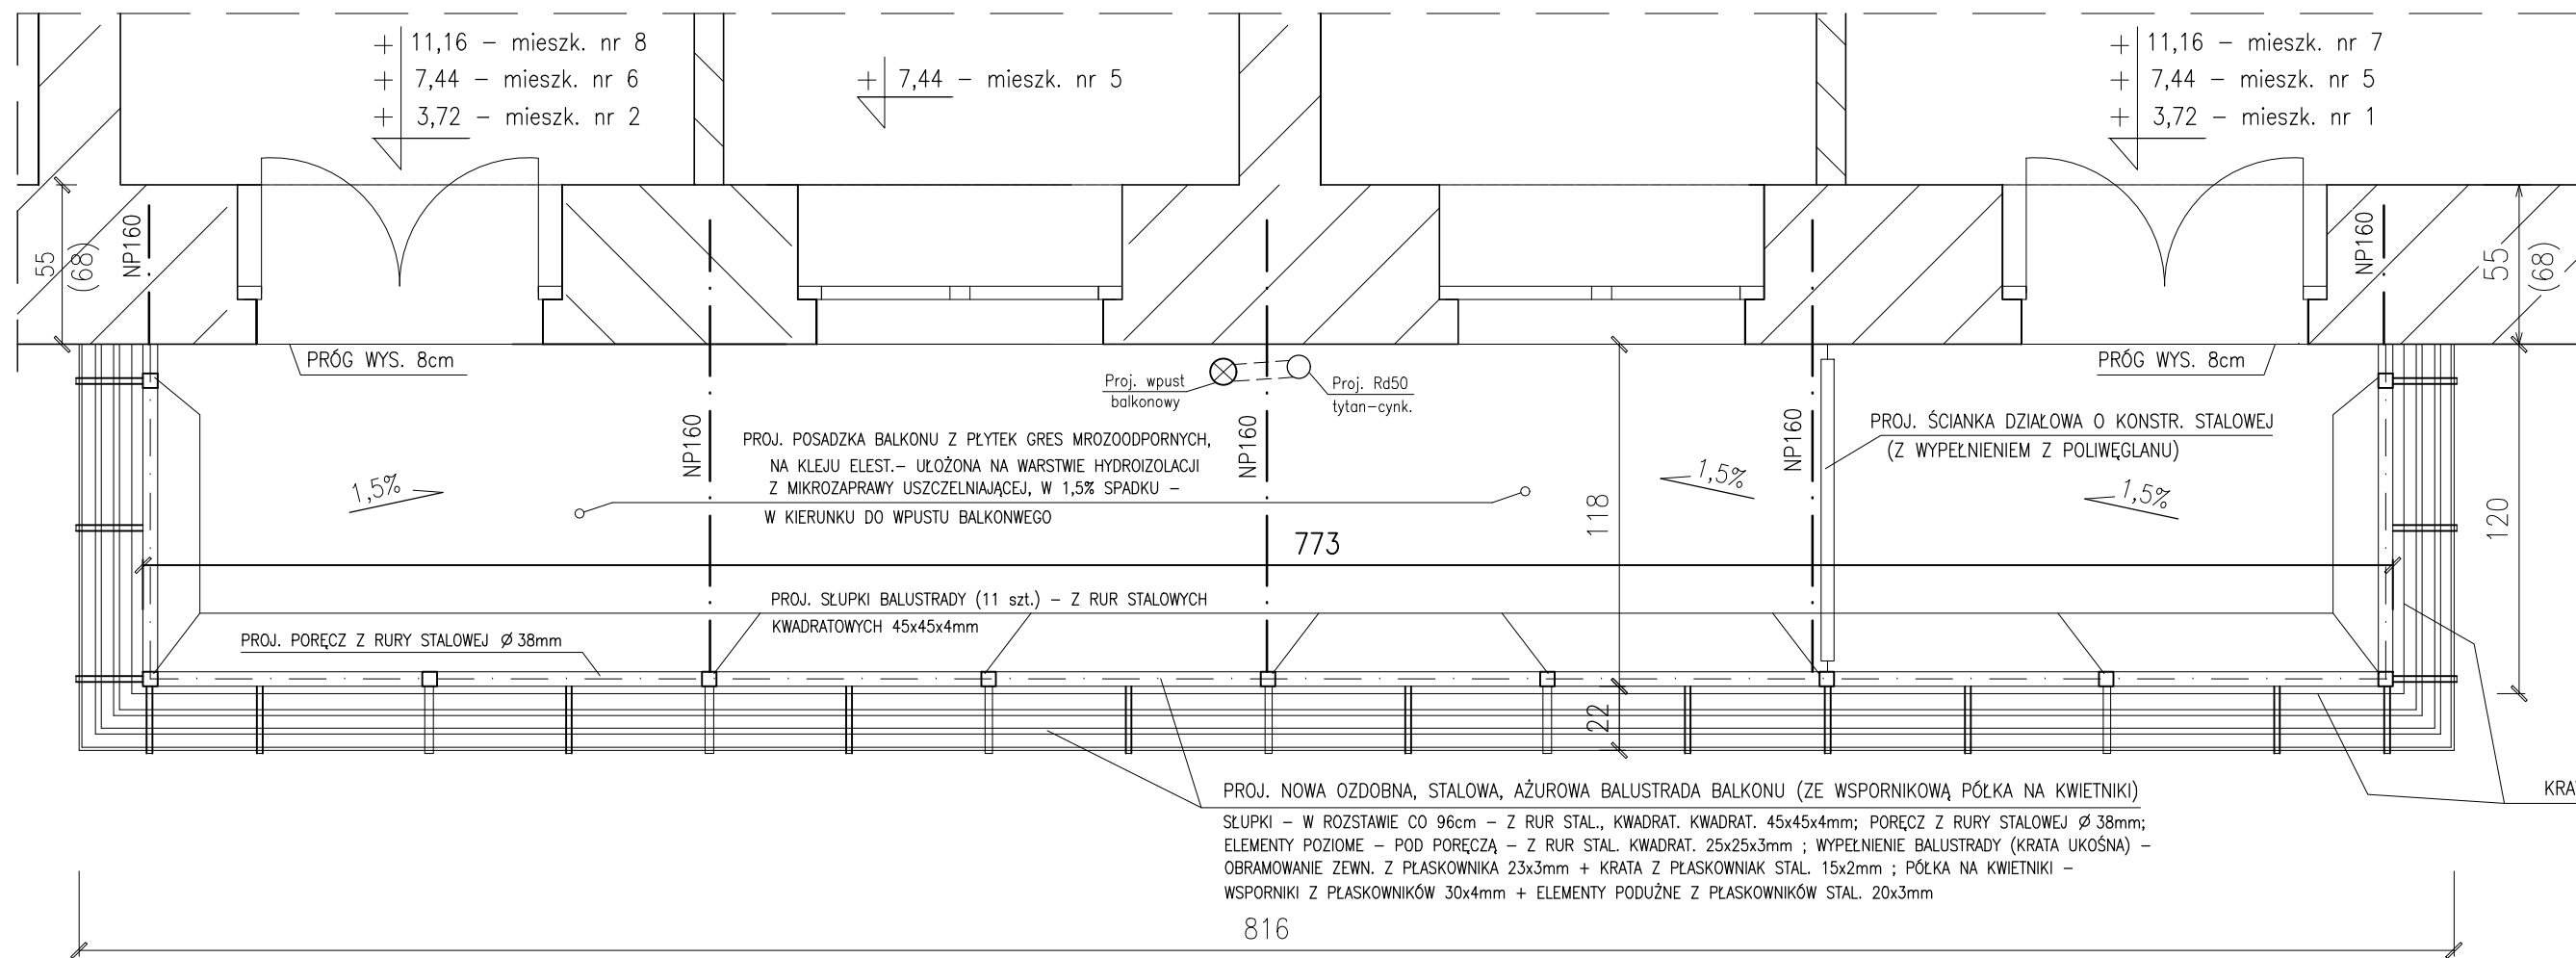 + 11,16 – mieszk. nr 8
+ 7,44 – mieszk. nr 6
+ 3,72 – mieszk. nr 2
+ 7,44 – mieszk. nr 5
+ 11,16 – mieszk. nr 7
+ 7,44 – mieszk. nr 5
+ 3,72 – mieszk. nr 1
55
(68)
NP160
NP160
55
(68)
PRÓG WYS. 8cm
Proj. wpust
balkonowy
Proj. Rd50
tytan–cynk.
PRÓG WYS. 8cm
NP160
NP160
NP160
PROJ. ŚCIANKA DZIAŁOWA O KONSTR. STALOWEJ
(Z WYPEŁNIENIEM Z POLIWĘGLANU)
PROJ. POSADZKA BALKONU Z PŁYTEK GRES MROZOODPORNYCH,
NA KLEJU ELEST.– UŁOŻONA NA WARSTWIE HYDROIZOLACJI
Z MIKROZAPRAWY USZCZELNIAJĄCEJ, W 1,5% SPADKU –
W KIERUNKU DO WPUSTU BALKONWEGO
1,5%
1,5%
1,5%
118
120
773
PROJ. SŁUPKI BALUSTRADY (11 szt.) – Z RUR STALOWYCH
KWADRATOWYCH 45x45x4mm
PROJ. PORĘCZ Z RURY STALOWEJ Ø 38mm
22
PROJ. NOWA OZDOBNA, STALOWA, AŻUROWA BALUSTRADA BALKONU (ZE WSPORNIKOWĄ PÓŁKA NA KWIETNIKI)
KRA
SŁUPKI – W ROZSTAWIE CO 96cm – Z RUR STAL., KWADRAT. KWADRAT. 45x45x4mm; PORĘCZ Z RURY STALOWEJ Ø 38mm;
ELEMENTY POZIOME – POD PORĘCZĄ – Z RUR STAL. KWADRAT. 25x25x3mm ; WYPEŁNIENIE BALUSTRADY (KRATA UKOŚNA) –
OBRAMOWANIE ZEWN. Z PŁASKOWNIKA 23x3mm + KRATA Z PŁASKOWNIAK STAL. 15x2mm ; PÓŁKA NA KWIETNIKI –
WSPORNIKI Z PŁASKOWNIKÓW 30x4mm + ELEMENTY PODUŻNE Z PŁASKOWNIKÓW STAL. 20x3mm
816